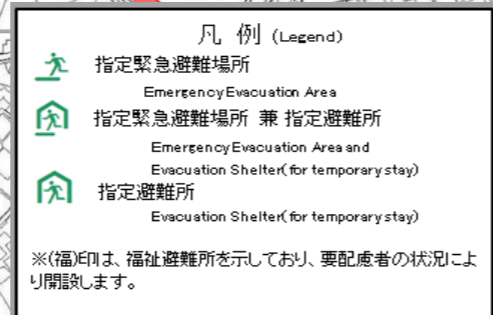 凡 例 (Legend)
指定緊急避難場所
Emergency Evacuation Area
指定緊急避難場所 兼 指定避難所
Emergency Evacuation Area and
Evacuation Shelter(for temporary stay)
指定避難所
Evacuation Shelter(for temporary stay)
※(福)印は、福祉避難所を示しており、要配慮者の状況によ
り開設します。